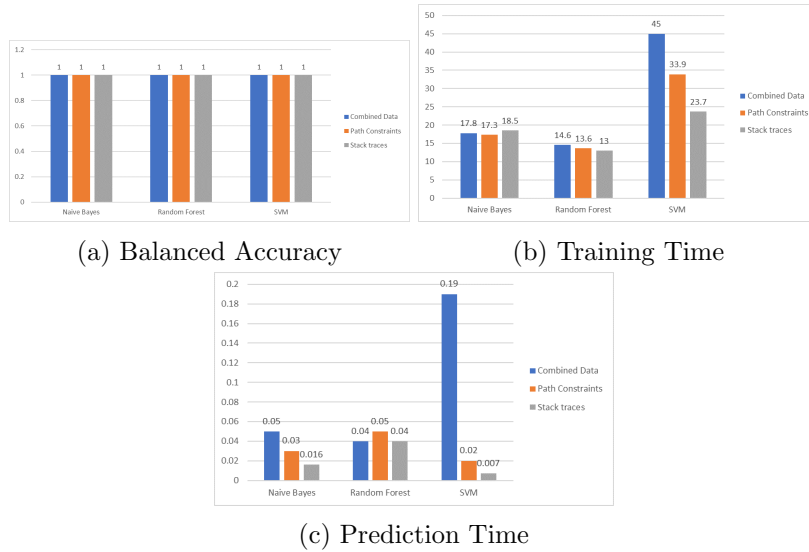 1.2
1
0.8
0.6
0.4
0.2
0
1 1 1 1 1 1 1 1 1
Naive Bayes Random Forest SVM
Combined Data
Path Constraints
Stack traces
(a) Balanced Accuracy
50
45
40
35
30
25
20
15
10
5
0
17.8 17.3 18.5 14.6 13.6 13 45 33.9 23.7
Naive Bayes Random Forest SVM
Combined Data
Path Constraints
Stack traces
(b) Training Time
0.2
0.18
0.16
0.14
0.12
0.1
0.08
0.06
0.04
0.02
0
0.05 0.03 0.016 0.04 0.05 0.04 0.19 0.02 0.007
Naive Bayes Random Forest SVM
Combined Data
Path Constraints
Stack traces
(c) Prediction Time